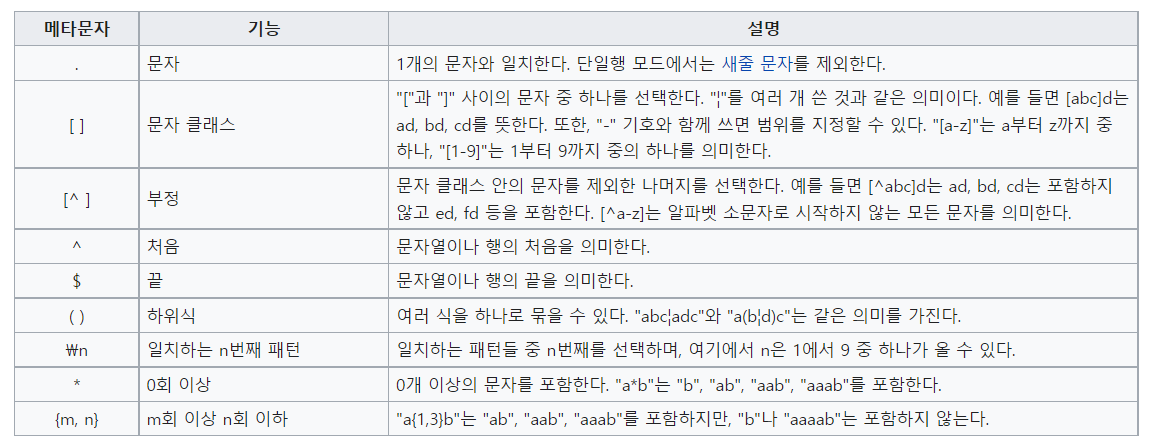 메타문자 기능 설명
. 문자 1개의 문자와 일치한다. 단일행 모드에서는 새줄 문자를 제외한다.
[ ] 문자 클래스 "["과 "]" 사이의 문자 중 하나를 선택한다. "¦"를 여러 개 쓴 것과 같은 의미이다. 예를 들면 [abc]d는
ad, bd, cd를 뜻한다. 또한, "-" 기호와 함께 쓰면 범위를 지정할 수 있다. "[a-z]"는 a부터 z까지 중
하나, "[1-9]"는 1부터 9까지 중의 하나를 의미한다.
[^ ] 부정 문자 클래스 안의 문자를 제외한 나머지를 선택한다. 예를 들면 [^abc]d는 ad, bd, cd는 포함하지
않고 ed, fd 등을 포함한다. [^a-z]는 알파벳 소문자로 시작하지 않는 모든 문자를 의미한다.
^ 처음 문자열이나 행의 처음을 의미한다.
$ 끝 문자열이나 행의 끝을 의미한다.
( ) 하위식 여러 식을 하나로 묶을 수 있다. "abc¦adc"와 "a(b¦d)c"는 같은 의미를 가진다.
₩n 일치하는 n번째 패턴 일치하는 패턴들 중 n번째를 선택하며, 여기에서 n은 1에서 9 중 하나가 올 수 있다.
* 0회 이상 0개 이상의 문자를 포함한다. "a*b"는 "b", "ab", "aab", "aaab"를 포함한다.
{m, n} m회 이상 n회 이하 "a{1,3}b"는 "ab", "aab", "aaab"를 포함하지만, "b"나 "aaaab"는 포함하지 않는다.